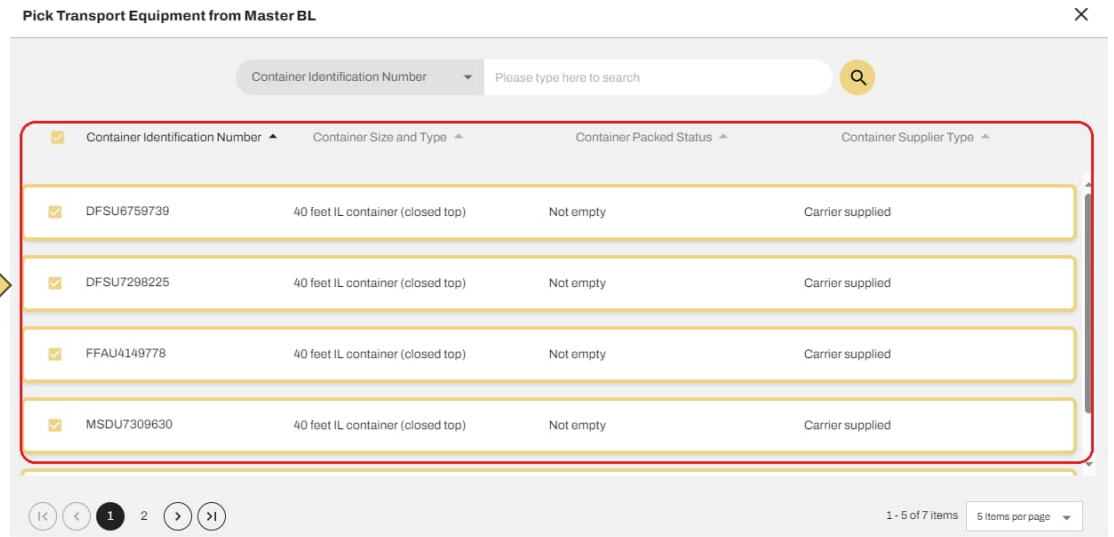 Pick Transport Equipment from Master BL
Container Identification Number Please type here to search
Container Identification Number Container Size and Type Container Packed Status Container Supplier Type
DFSU6759739 40 feet IL container (closed top) Not empty Carrier supplied
DFSU7298225 40 feet IL container (closed top) Not empty Carrier supplied
FFAU4149778 40 feet IL container (closed top) Not empty Carrier supplied
MSDU7309630 40 feet IL container (closed top) Not empty Carrier supplied
1 2 1 - 5 of 7 items 5 Items per page